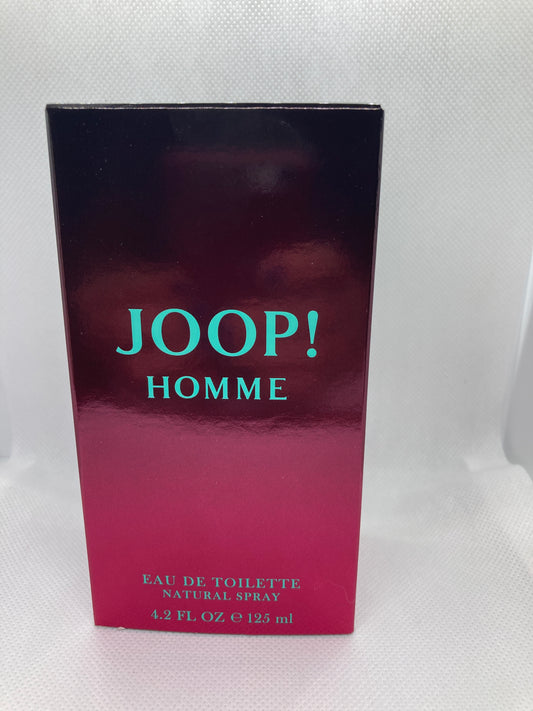 JOOP!
HOMME
EAU DE TOILETTE
NATURAL SPRAY
4.2 FL OZ ℮ 125 ml